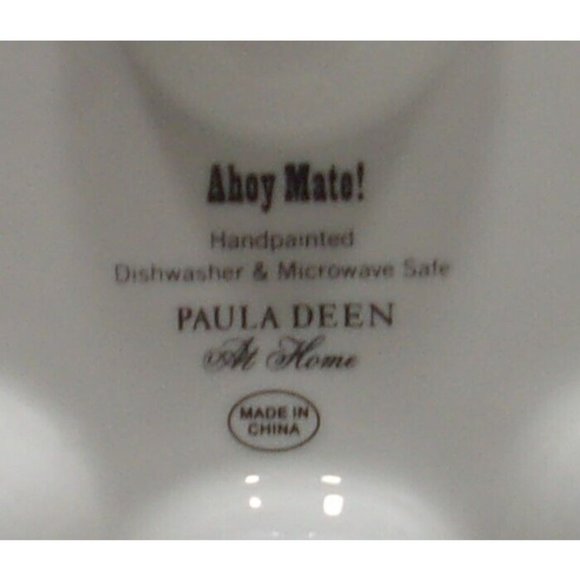 Ahoy Mate!
Handpainted
Dishwasher & Microwave Safe
PAULA DEEN
At Home
MADE IN
CHINA